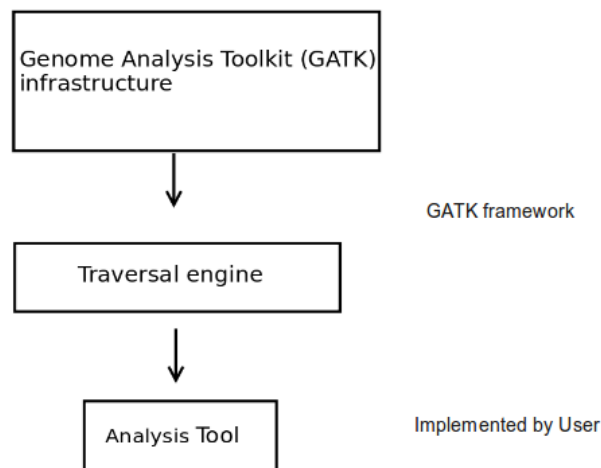 Genome Analysis Toolkit (GATK)
infrastructure
GATK framework
Traversal engine
Implemented by User
Analysis Tool